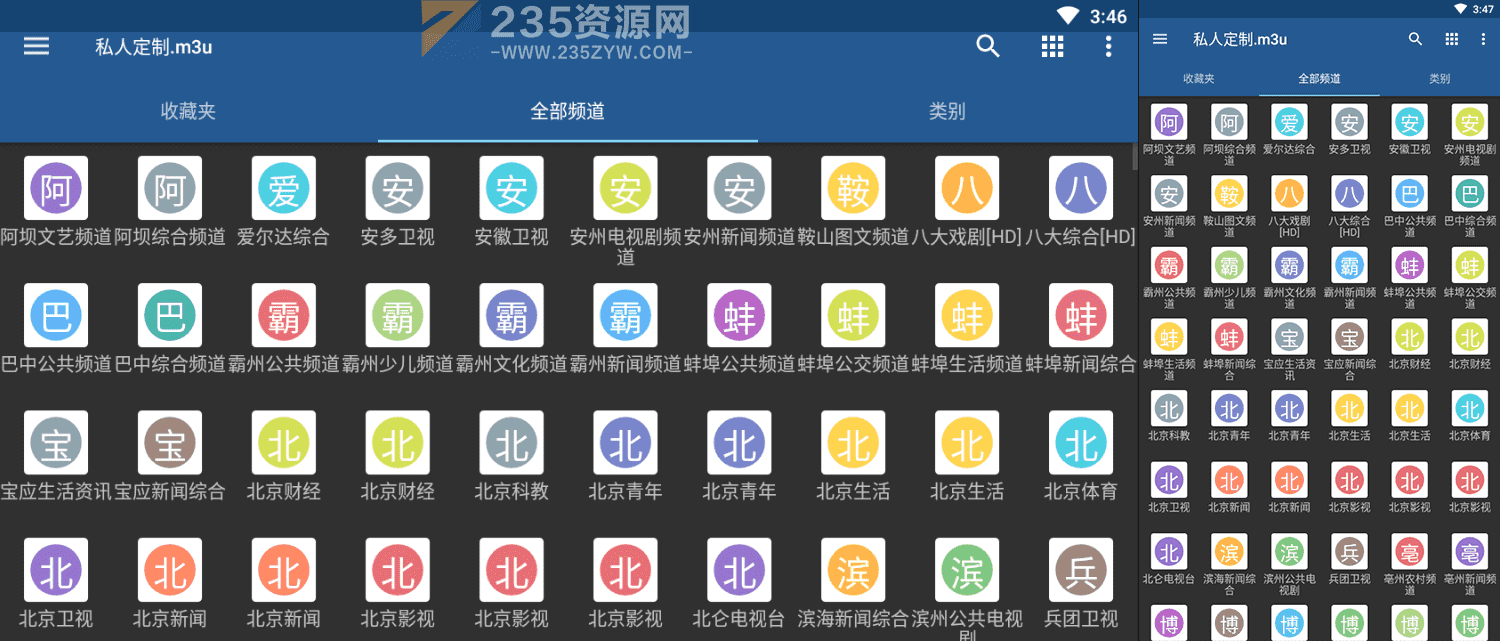 235资源网
-WWW.235ZYW.COM-
3:46
私人定制.m3u
收藏夹
全部频道
类别
阿
阿
爱
安
安
安
安
鞍
八
八
阿坝文艺频道
阿坝综合频道
爱尔达综合
安多卫视
安徽卫视
安州电视剧频
道
安州新闻频道
鞍山图文频道
八大戏剧[HD]
八大综合[HD]
巴
巴
霸
霸
霸
霸
蚌
蚌
蚌
蚌
巴中公共频道
巴中综合频道
霸州公共频道
霸州少儿频道
霸州文化频道
霸州新闻频道
蚌埠公共频道
蚌埠公交频道
蚌埠生活频道
蚌埠新闻综合
宝
宝
北
北
北
北
北
北
北
北
宝应生活资讯
宝应新闻综合
北京财经
北京财经
北京科教
北京青年
北京青年
北京生活
北京生活
北京体育
北
北
北
北
北
北
北
滨
滨
兵
北京卫视
北京新闻
北京新闻
北京影视
北京影视
北京影视
北仑电视台
滨海新闻综合
滨州公共电视
剧
兵团卫视
3:47
私人定制.m3u
收藏夹
全部频道
类别
阿
阿
爱
安
安
安
阿坝文艺频
道
阿坝综合频
道
爱尔达综合
安多卫视
安徽卫视
安州电视剧
频道
安
鞍
八
八
巴
巴
安州新闻频
道
鞍山图文频
道
八大戏剧
[HD]
八大综合
[HD]
巴中公共频
道
巴中综合频
道
霸
霸
霸
霸
蚌
蚌
霸州公共频
道
霸州少儿频
道
霸州文化频
道
霸州新闻频
道
蚌埠公共频
道
蚌埠公交频
道
蚌
蚌
宝
宝
北
北
蚌埠生活频
道
蚌埠新闻综
合
宝应生活资
讯
宝应新闻综
合
北京财经
北京财经
北
北
北
北
北
北
北京科教
北京青年
北京青年
北京生活
北京生活
北京体育
北
北
北
北
北
北
北京卫视
北京新闻
北京新闻
北京影视
北京影视
北京影视
北
滨
滨
兵
亳
亳
北仑电视台
滨海新闻综
合
滨州公共电
视剧
兵团卫视
亳州农村频
道
亳州新闻频
道
博
博
博
博
博
博